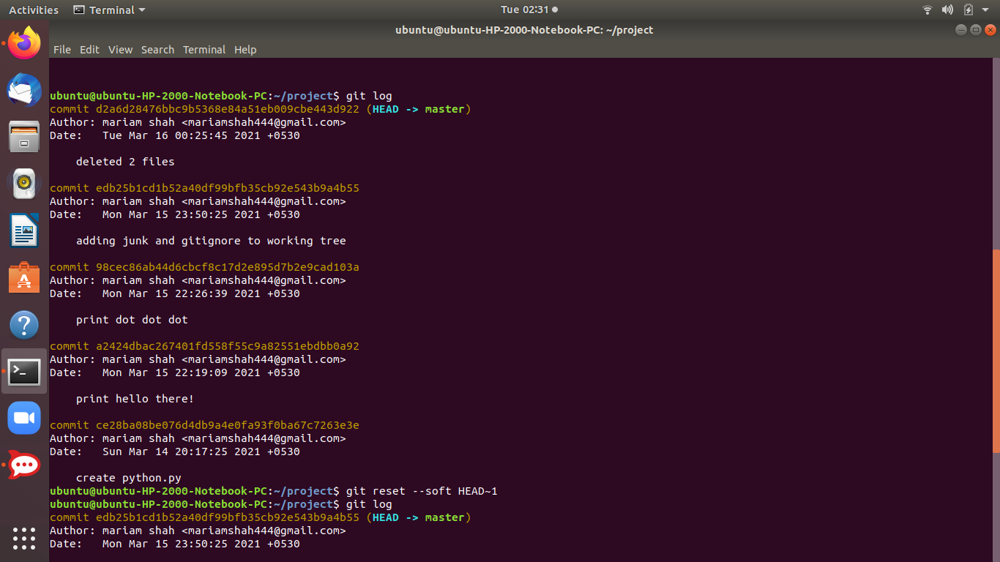 Activities Terminal Tue 02:31
ubuntu@ubuntu-HP-2000-Notebook-PC: ~/project
File Edit View Search Terminal Help
ubuntu@ubuntu-HP-2000-Notebook-PC:~/project$ git log
commit d2a6d28476bbc9b5368e84a51eb009cbe443d922 (HEAD -> master)
Author: mariam shah <mariamshah444@gmail.com>
Date:   Tue Mar 16 00:25:45 2021 +0530
    deleted 2 files
commit edb25b1cd1b52a40df99bfb35cb92e543b9a4b55
Author: mariam shah <mariamshah444@gmail.com>
Date:   Mon Mar 15 23:50:25 2021 +0530
    adding junk and gitignore to working tree
commit 98cec86ab44d6cbcf8c17d2e895d7b2e9cad103a
Author: mariam shah <mariamshah444@gmail.com>
Date:   Mon Mar 15 22:26:39 2021 +0530
    print dot dot dot
commit a2424dbac267401fd558f55c9a82551ebdbb0a92
Author: mariam shah <mariamshah444@gmail.com>
Date:   Mon Mar 15 22:19:09 2021 +0530
    print hello there!
commit ce28ba08be076d4db9a4e0fa93f0ba67c7263e3e
Author: mariam shah <mariamshah444@gmail.com>
Date:   Sun Mar 14 20:17:25 2021 +0530
    create python.py
ubuntu@ubuntu-HP-2000-Notebook-PC:~/project$ git reset --soft HEAD~1
ubuntu@ubuntu-HP-2000-Notebook-PC:~/project$ git log
commit edb25b1cd1b52a40df99bfb35cb92e543b9a4b55 (HEAD -> master)
Author: mariam shah <mariamshah444@gmail.com>
Date:   Mon Mar 15 23:50:25 2021 +0530